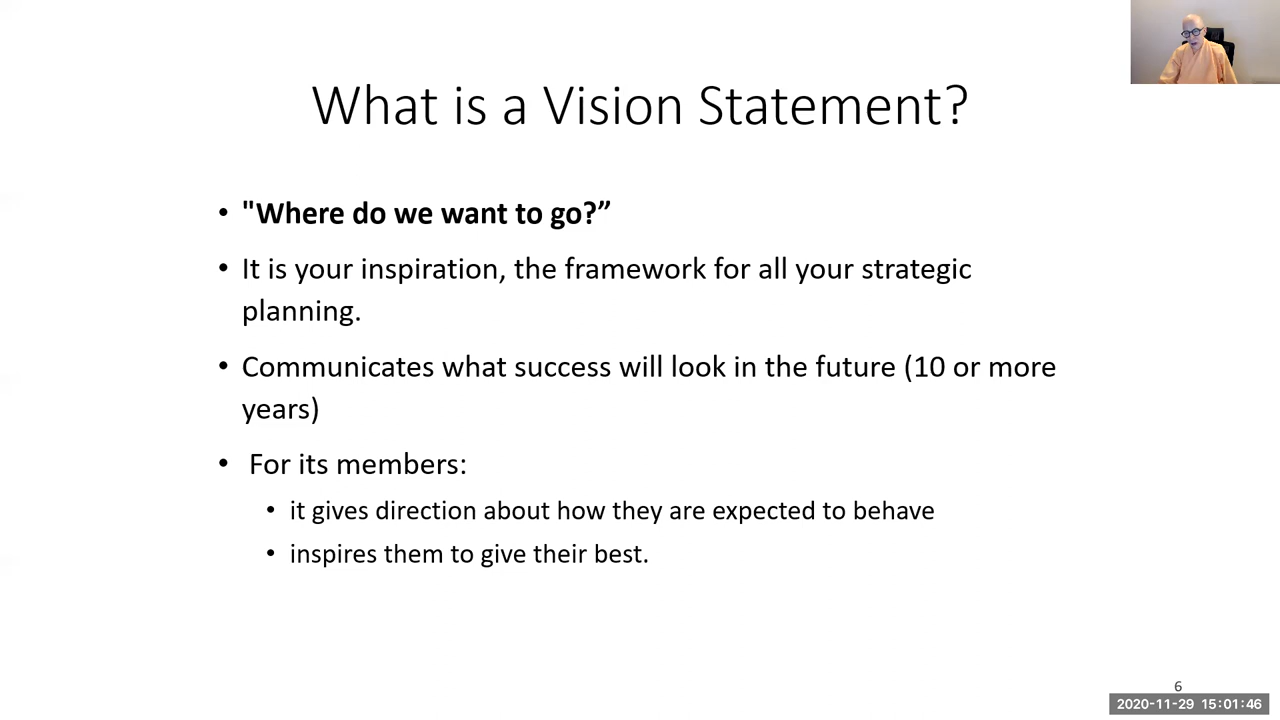 What is a Vision Statement?
• "Where do we want to go?”
• It is your inspiration, the framework for all your strategic
planning.
• Communicates what success will look in the future (10 or more
years)
• For its members:
• it gives direction about how they are expected to behave
• inspires them to give their best.
6
2020-11-29 15:01:46